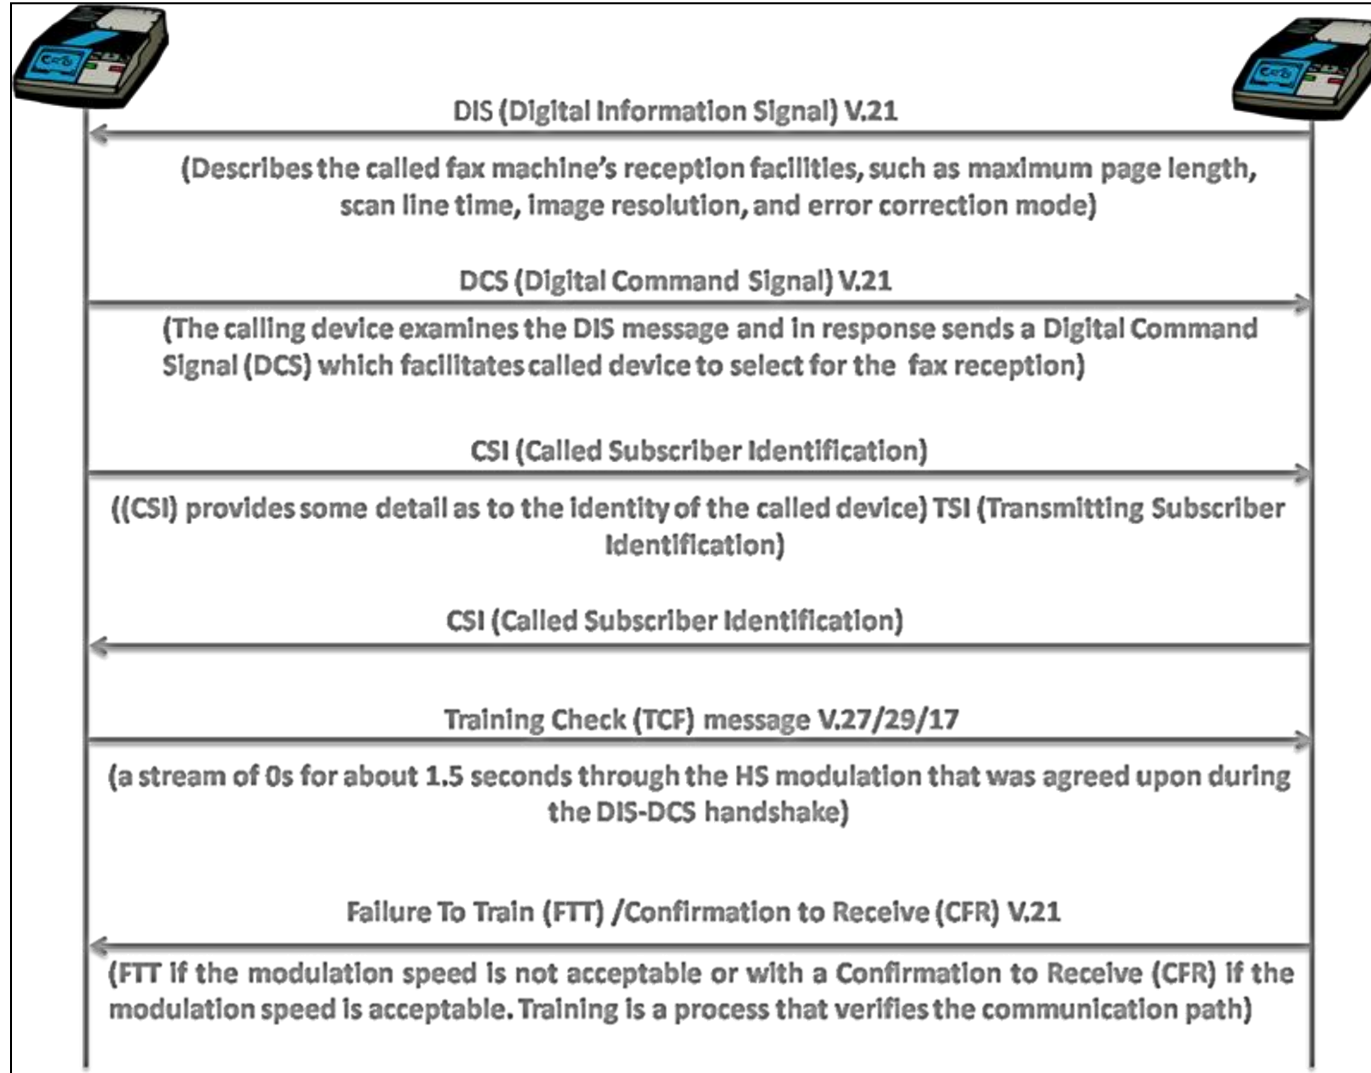 DIS (Digital Information Signal) V.21
(Describes the called fax machine's reception facilities, such as maximum page length,
scan line time, image resolution, and error correction mode)
DCS (Digital Command Signal) V.21
(The calling device examines the DIS message and in response sends a Digital Command
Signal (DCS) which facilitates called device to select for the fax reception)
CSI (Called Subscriber Identification)
((CSI) provides some detail as to the identity of the called device) TSI (Transmitting Subscriber
Identification)
CSI (Called Subscriber Identification)
Training Check (TCF) message V.27/29/17
(a stream of 0s for about 1.5 seconds through the HS modulation that was agreed upon during
the DIS-DCS handshake)
Failure To Train (FTT) /Confirmation to Receive (CFR) V.21
(FTT if the modulation speed is not acceptable or with a Confirmation to Receive (CFR) if the
modulation speed is acceptable. Training is a process that verifies the communication path)